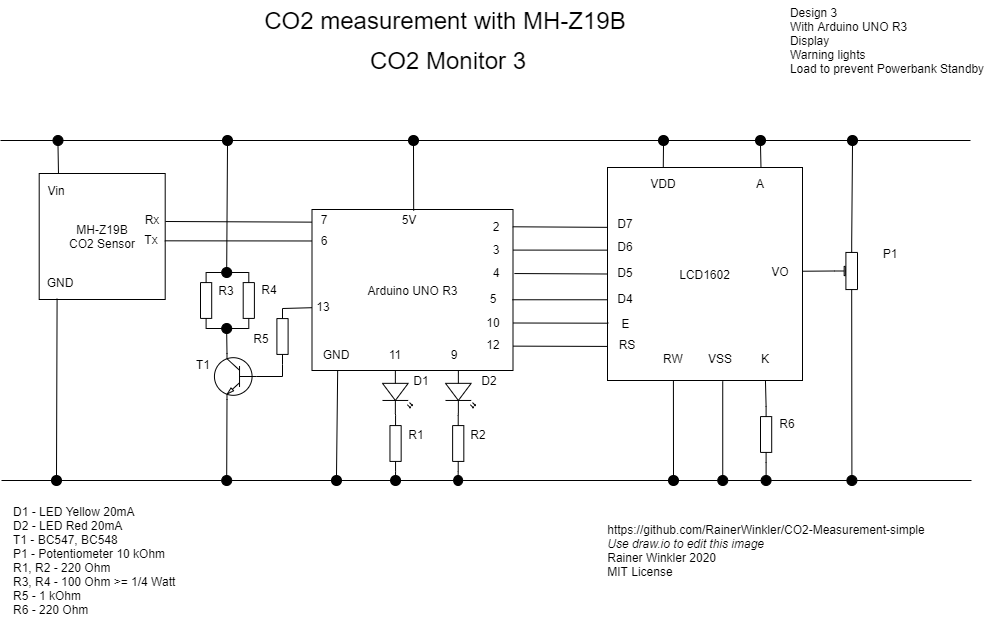 CO2 measurement with MH-Z19B
CO2 Monitor 3
Design 3
With Arduino UNO R3
Display
Warning lights
Load to prevent Powerbank Standby
Vin
MH-Z19B
CO2 Sensor
Rx
Tx
GND
R3
R4
R5
T1
7
6
13
5V
Arduino UNO R3
GND
11
9
2
3
4
5
10
12
D1
D2
R1
R2
VDD
A
D7
D6
D5
D4
E
RS
LCD1602
VO
RW
VSS
K
R6
P1
D1 - LED Yellow 20mA
D2 - LED Red 20mA
T1 - BC547, BC548
P1 - Potentiometer 10 kOhm
R1, R2 - 220 Ohm
R3, R4 - 100 Ohm >= 1/4 Watt
R5 - 1 kOhm
R6 - 220 Ohm
https://github.com/RainerWinkler/CO2-Measurement-simple
Use draw.io to edit this image
Rainer Winkler 2020
MIT License